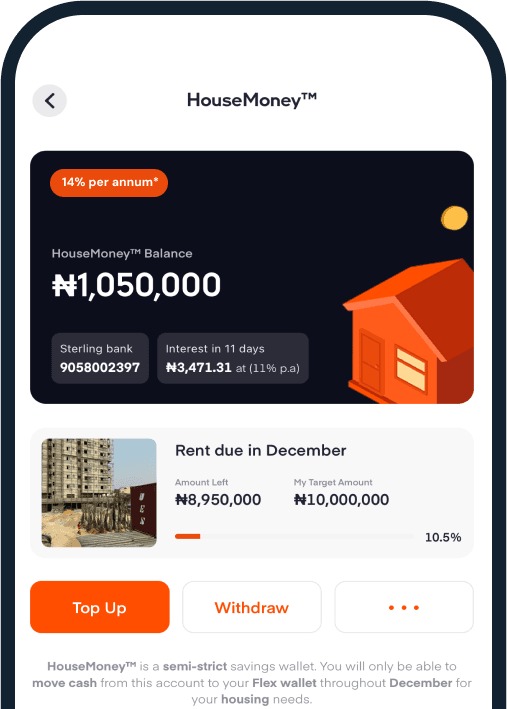 HouseMoney™
14% per annum*
HouseMoney™ Balance
₦1,050,000
Sterling bank
9058002397
Interest in 11 days
₦3,471.31 at (11% p.a)
Rent due in December
Amount Left
₦8,950,000
My Target Amount
₦10,000,000
10.5%
Top Up
Withdraw
HouseMoney™ is a semi-strict savings wallet. You will only be able to
move cash from this account to your Flex wallet throughout December for
your housing needs.